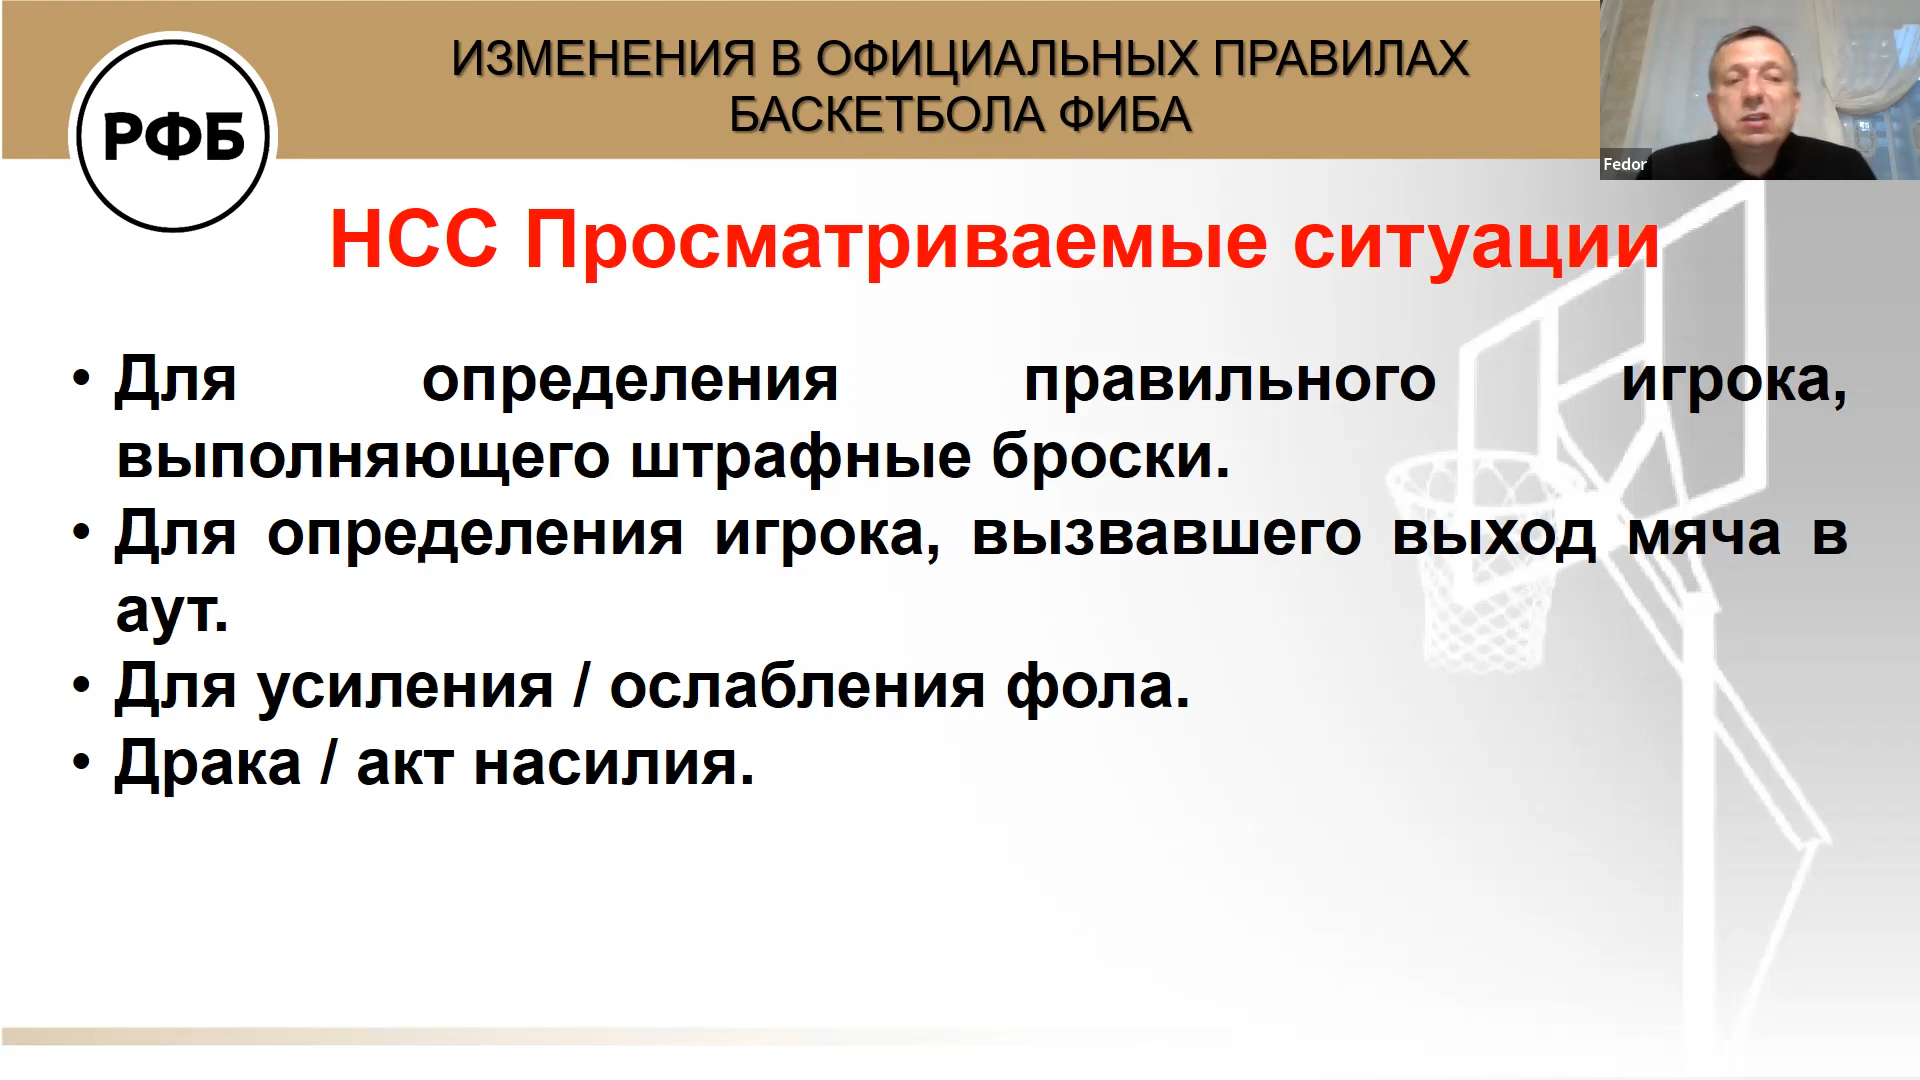 ИЗМЕНЕНИЯ В ОФИЦИАЛЬНЫХ ПРАВИЛАХ
БАСКЕТБОЛА ФИБА
РФБ
Fedor
НСС Просматриваемые ситуации
• Для определения правильного игрока,
выполняющего штрафные броски.
• Для определения игрока, вызвавшего выход мяча в
аут.
• Для усиления / ослабления фола.
• Драка / акт насилия.